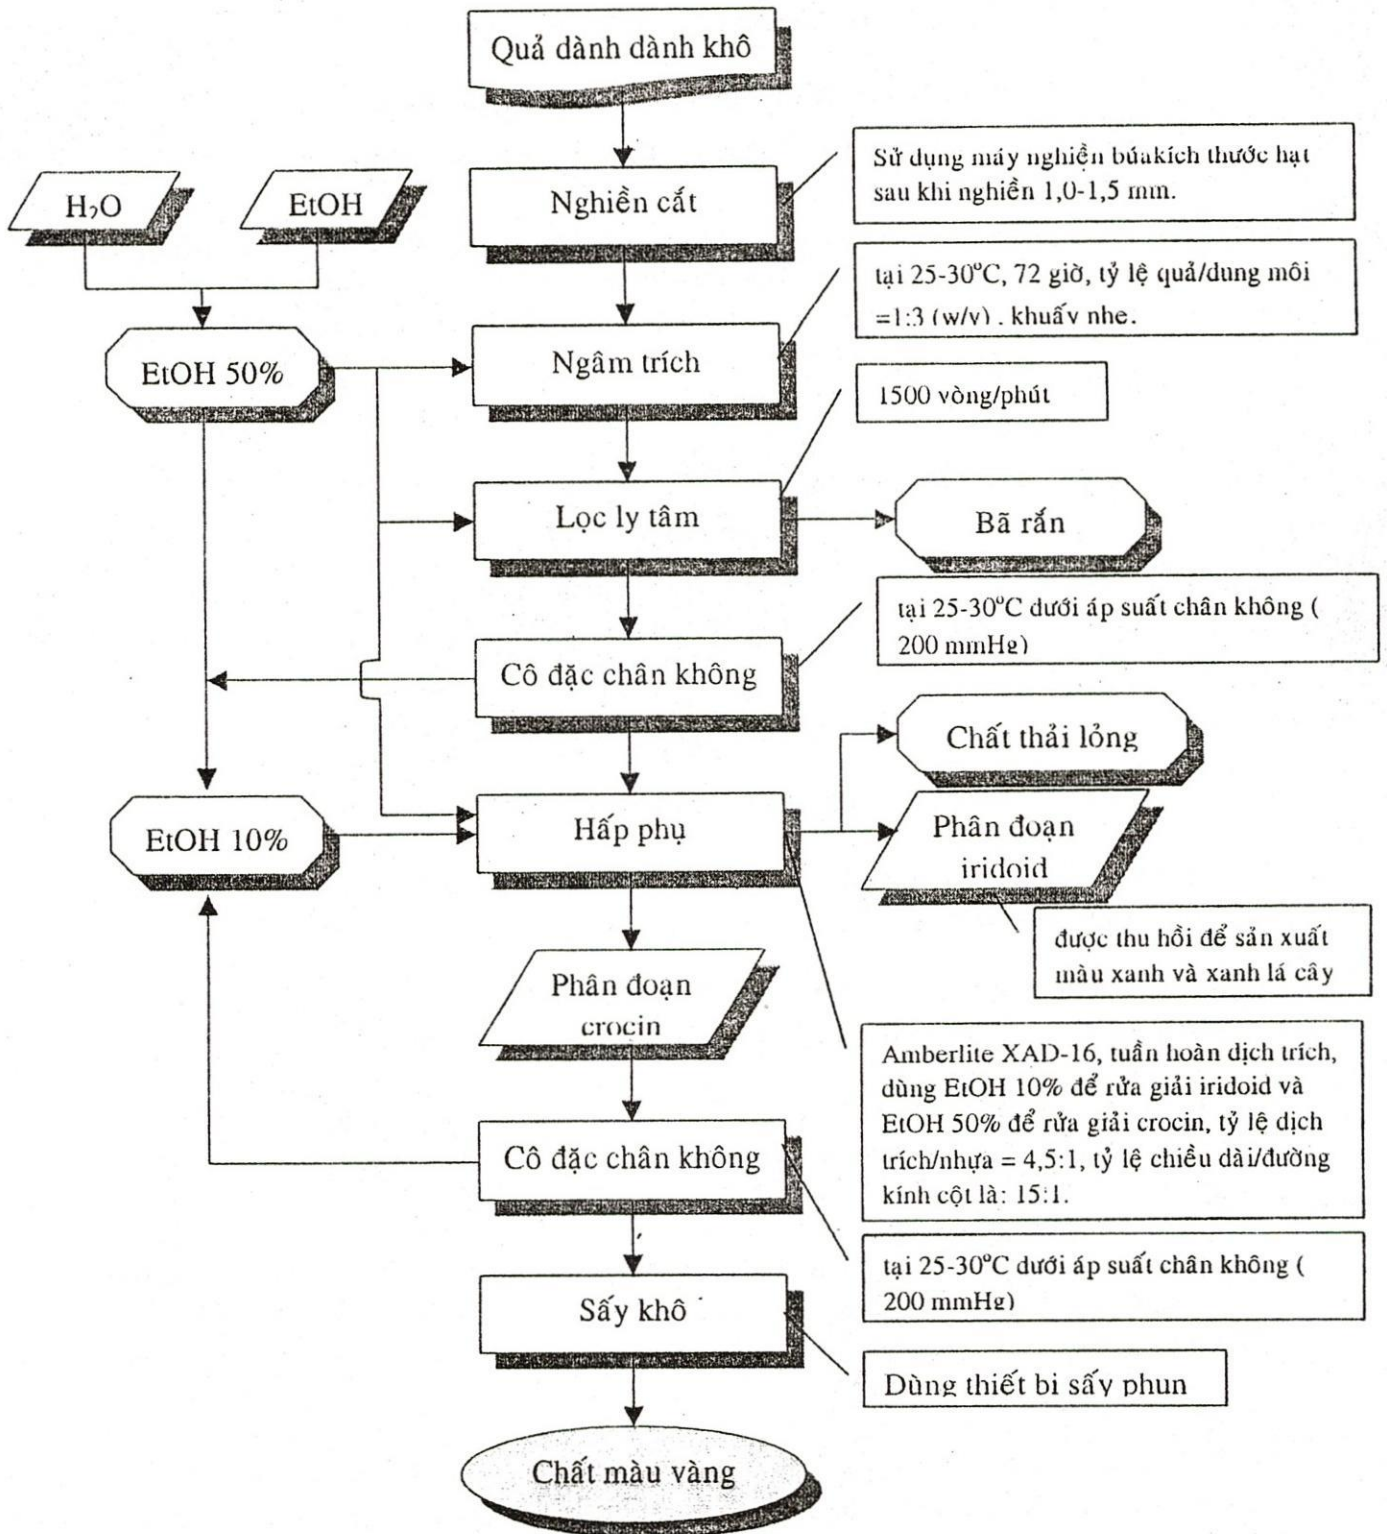 Quả dành dành khô
Sử dụng máy nghiền búakích thước hạt
sau khi nghiền 1,0-1,5 mm.
H₂O
EtOH
Nghiền cắt
tại 25-30°C, 72 giờ, tỷ lệ quả/dung môi
=1:3 (w/v) . khuấy nhẹ.
EtOH 50%
Ngâm trích
1500 vòng/phút
Lọc ly tâm
Bã rắn
tại 25-30°C dưới áp suất chân không (
200 mmHg)
Cô đặc chân không
Chất thải lỏng
EtOH 10%
Hấp phụ
Phân đoạn
iridoid
được thu hồi để sản xuất
màu xanh và xanh lá cây
Phân đoạn
crocin
Amberlite XAD-16, tuần hoàn dịch trích,
dùng EtOH 10% để rửa giải iridoid và
EtOH 50% để rửa giải crocin, tỷ lệ dịch
trích/nhựa = 4,5:1, tỷ lệ chiều dài/đường
kính cột là: 15:1.
Cô đặc chân không
tại 25-30°C dưới áp suất chân không (
200 mmHg)
Sấy khô
Dùng thiết bị sấy phun
Chất màu vàng